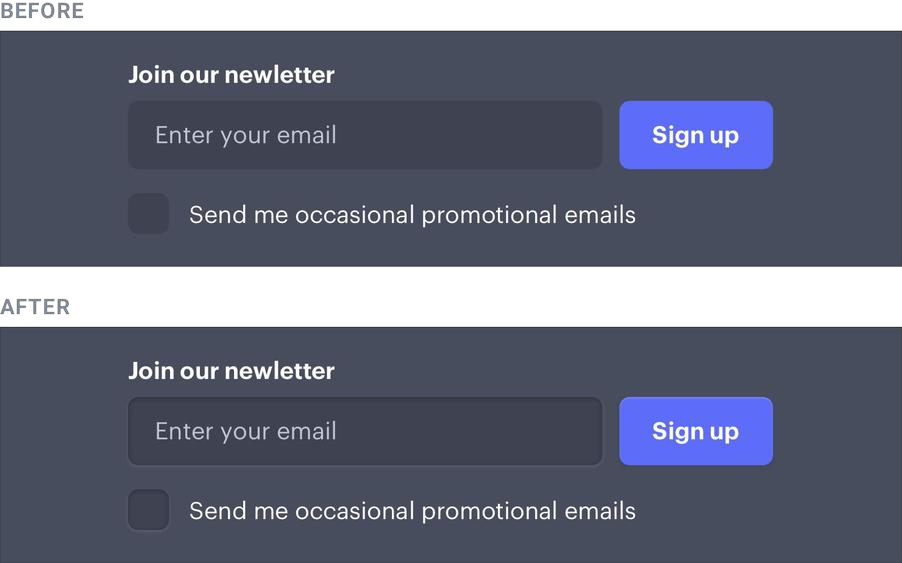 BEFORE
Join our newletter
Enter your email
Sign up
Send me occasional promotional emails
AFTER
Join our newletter
Enter your email
Sign up
Send me occasional promotional emails